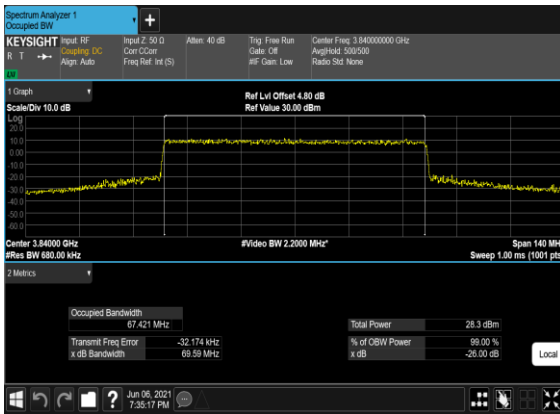 Spectrum Analyzer 1
Occupied BW
KEYSIGHT
R T
Input: RF
Coupling: DC
Align: Auto
Input Z: 50 Ω
Corr CCorr
Freq Ref: Int (S)
Atten: 40 dB
Trig: Free Run
Gate: Off
#IF Gain: Low
Center Freq: 3.840000000 GHz
Avg|Hold: 500/500
Radio Std: None
1 Graph
Scale/Div 10.0 dB
Ref Lvl Offset 4.80 dB
Ref Value 30.00 dBm
Log
20.0
10.0
0.00
-10.0
-20.0
-30.0
-40.0
-50.0
-60.0
Center 3.84000 GHz
#Res BW 680.00 kHz
#Video BW 2.2000 MHz*
Span 140 MH
Sweep 1.00 ms (1001 pts
2 Metrics
Occupied Bandwidth
67.421 MHz
Transmit Freq Error -32.174 kHz
x dB Bandwidth 69.59 MHz
Total Power 28.3 dBm
% of OBW Power 99.00 %
x dB -26.00 dB
Local
Jun 06, 2021
7:35:17 PM